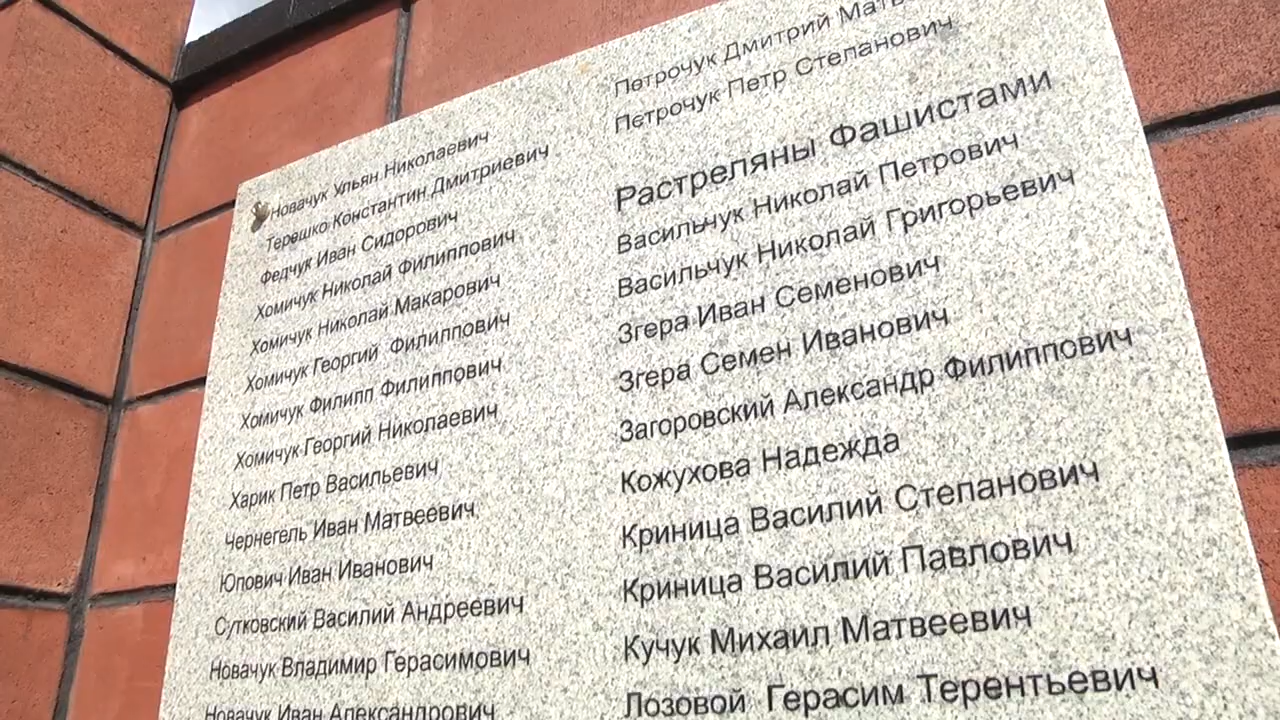 Новачук Ульян Николаевич
Терешко Константин Дмитриевич
Федчук Иван Сидорович
Хомичук Николай Филиппович
Хомичук Николай Макарович
Хомичук Георгий Филиппович
Хомичук Филипп Филиппович
Хомичук Георгий Николаевич
Харик Петр Васильевич
Чернегель Иван Матвеевич
Юпович Иван Иванович
Сутковский Василий Андреевич
Новачук Владимир Герасимович
Новачук Иван Александрович
Петрочук Дмитрий
Петрочук Петр Степанович
Растреляны Фашистами
Васильчук Николай Петрович
Васильчук Николай Григорьевич
Згера Иван Семенович
Згера Семен Иванович
Загоровский Александр Филиппович
Кожухова Надежда
Криница Василий Степанович
Криница Василий Павлович
Кучук Михаил Матвеевич
Лозовой Герасим Терентьевич